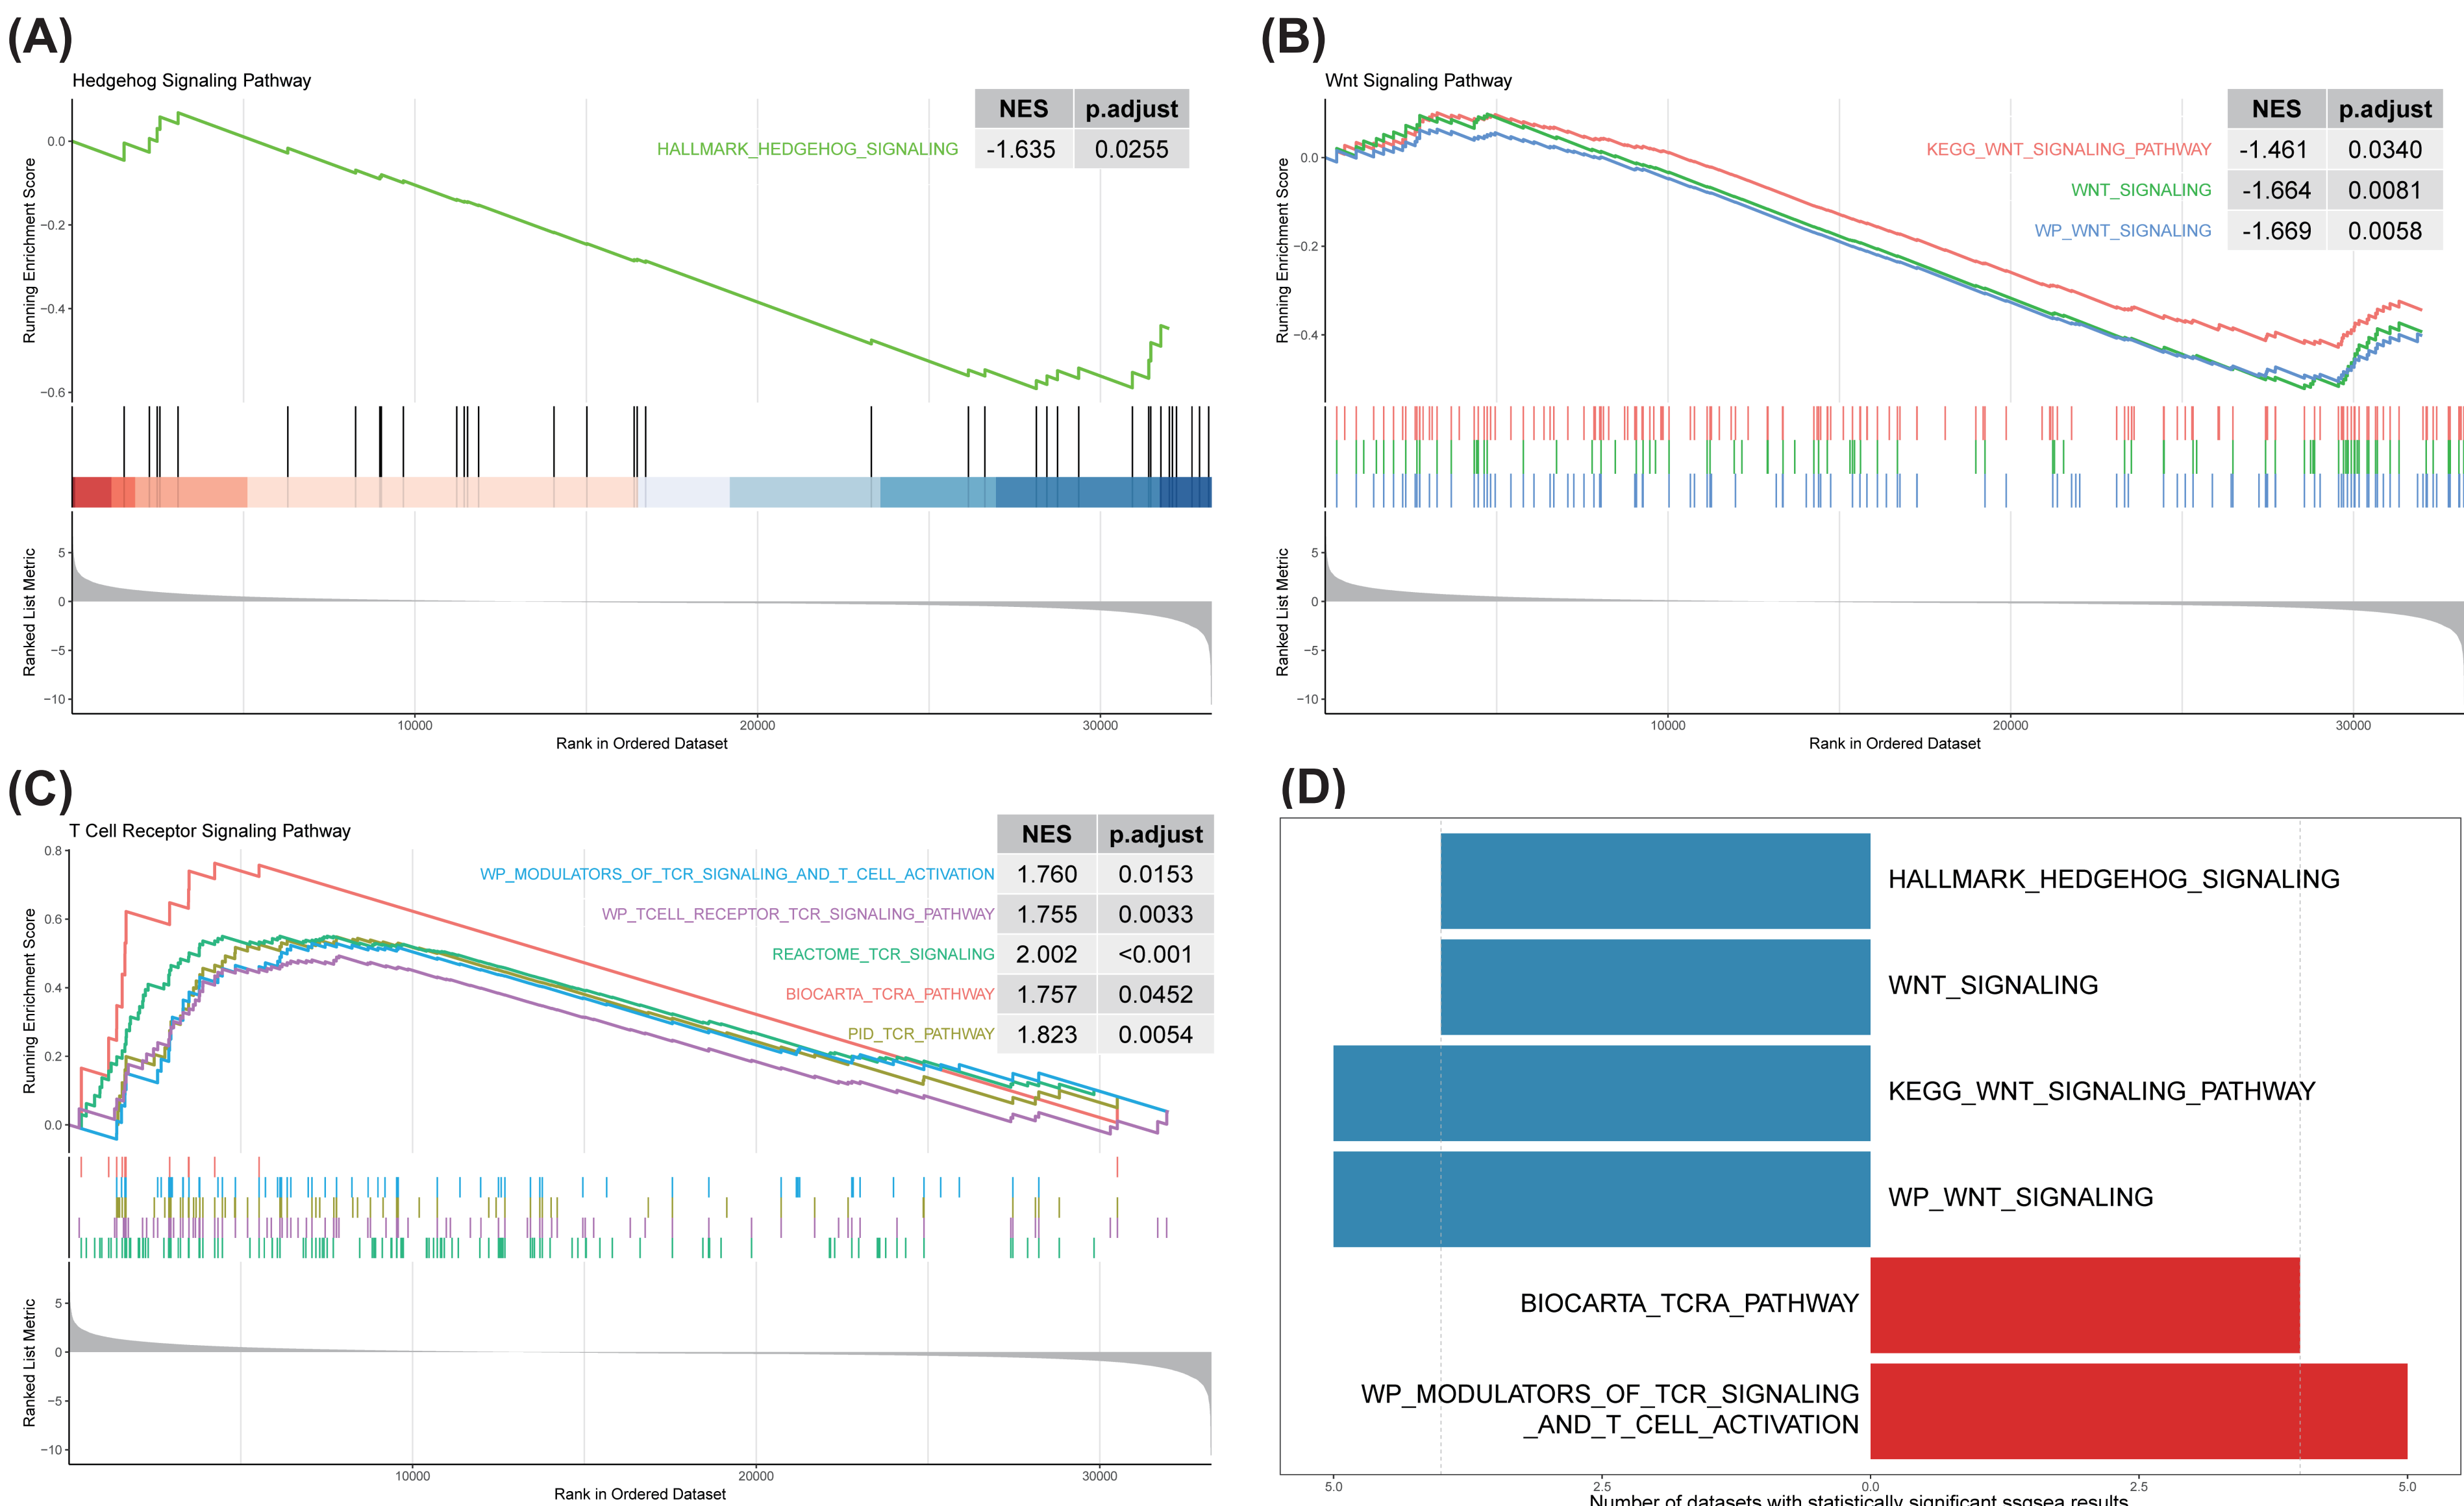 (A)
Hedgehog Signaling Pathway
NES p.adjust
HALLMARK_HEDGEHOG_SIGNALING -1.635 0.0255
Running Enrichment Score
0.0
−0.2
−0.4
−0.6
Ranked List Metric
5
0
−5
−10
10000 20000 30000
Rank in Ordered Dataset
(B)
Wnt Signaling Pathway
NES p.adjust
KEGG_WNT_SIGNALING_PATHWAY -1.461 0.0340
WNT_SIGNALING -1.664 0.0081
WP_WNT_SIGNALING -1.669 0.0058
Running Enrichment Score
0.0
−0.2
−0.4
Ranked List Metric
5
0
−5
−10
10000 20000 30000
Rank in Ordered Dataset
(C)
T Cell Receptor Signaling Pathway
NES p.adjust
WP_MODULATORS_OF_TCR_SIGNALING_AND_T_CELL_ACTIVATION 1.760 0.0153
WP_TCELL_RECEPTOR_TCR_SIGNALING_PATHWAY 1.755 0.0033
REACTOME_TCR_SIGNALING 2.002 <0.001
BIOCARTA_TCRA_PATHWAY 1.757 0.0452
PID_TCR_PATHWAY 1.823 0.0054
Running Enrichment Score
0.8
0.6
0.4
0.2
0.0
Ranked List Metric
5
0
−5
−10
10000 20000 30000
Rank in Ordered Dataset
(D)
HALLMARK_HEDGEHOG_SIGNALING
WNT_SIGNALING
KEGG_WNT_SIGNALING_PATHWAY
WP_WNT_SIGNALING
BIOCARTA_TCRA_PATHWAY
WP_MODULATORS_OF_TCR_SIGNALING
_AND_T_CELL_ACTIVATION
5.0 2.5 0.0 2.5 5.0
Number of datasets with statistically significant ssgsea results